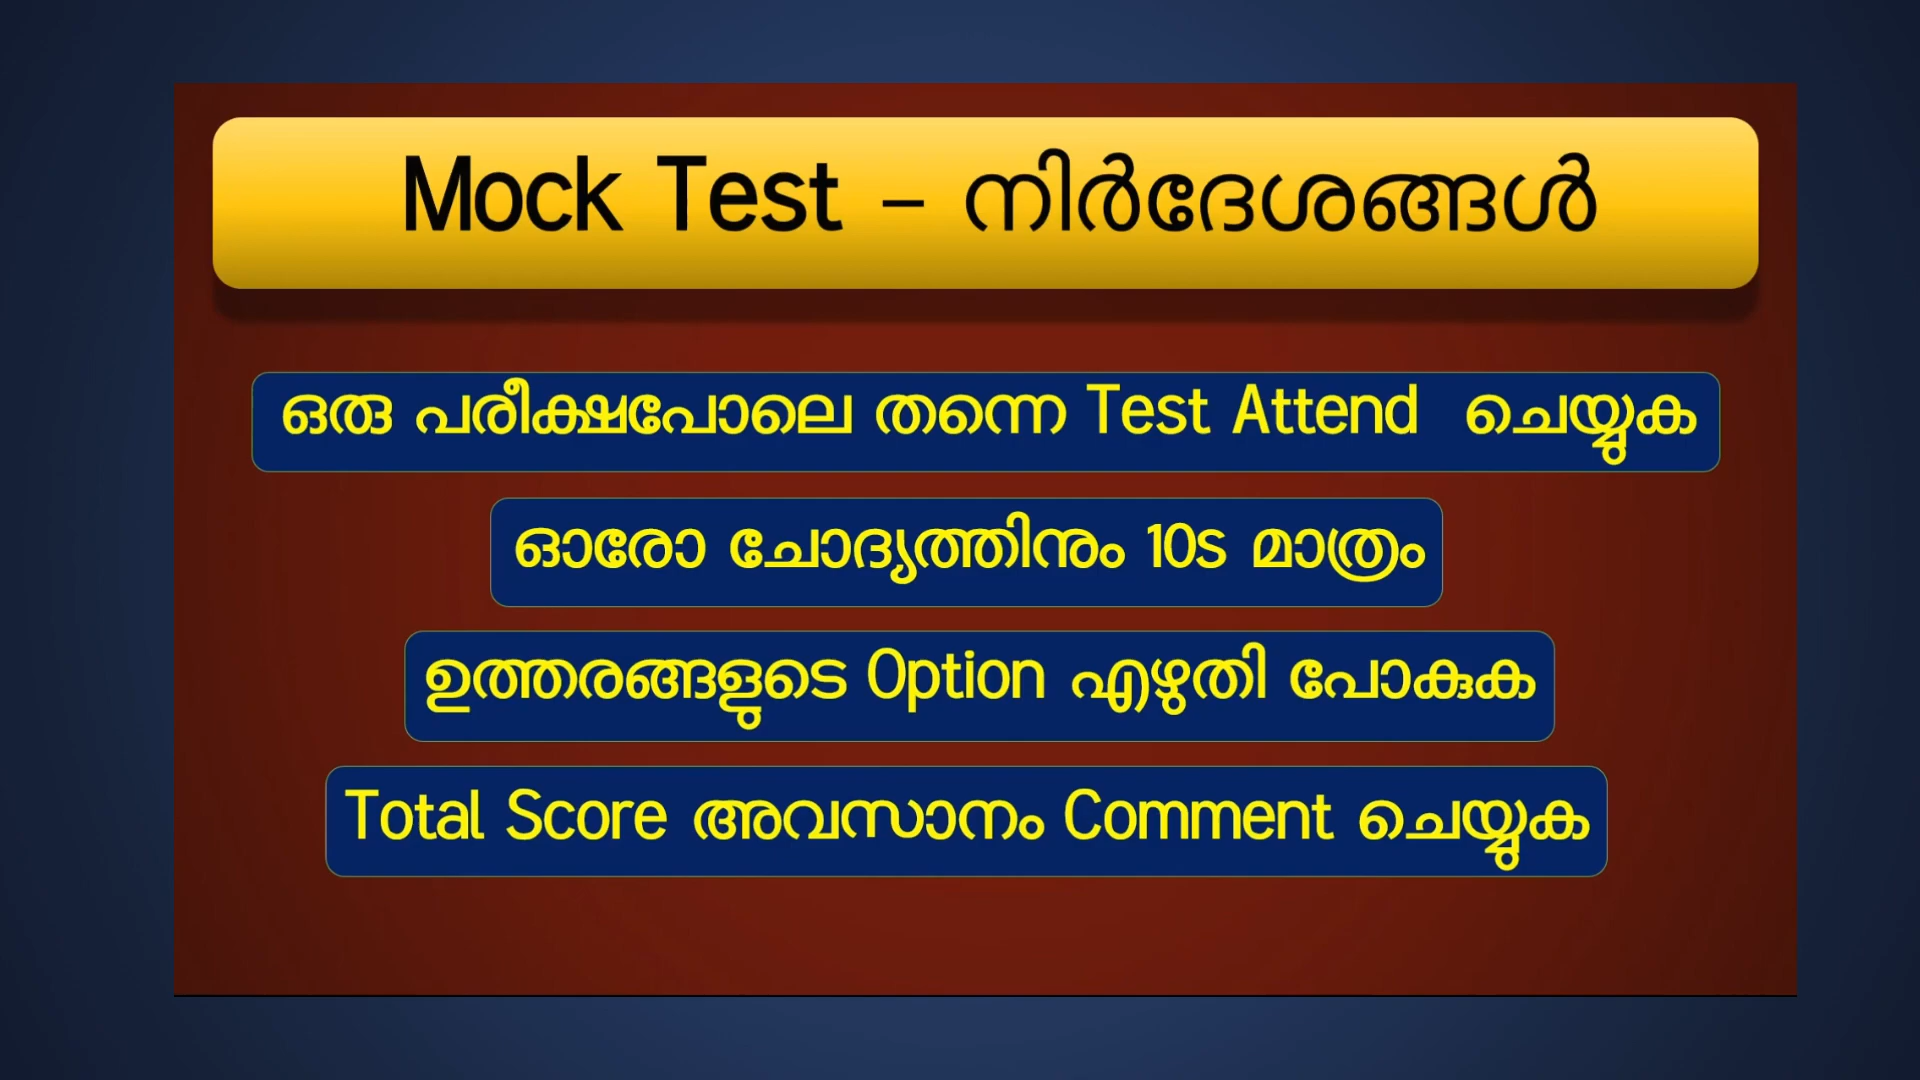 Mock Test – നിർദേശങ്ങൾ
ഒരു പരീക്ഷപോലെ തന്നെ Test Attend ചെയ്യുക
ഓരോ ചോദ്യത്തിനും 10s മാത്രം
ഉത്തരങ്ങളുടെ Option എഴുതി പോകുക
Total Score അവസാനം Comment ചെയ്യുക